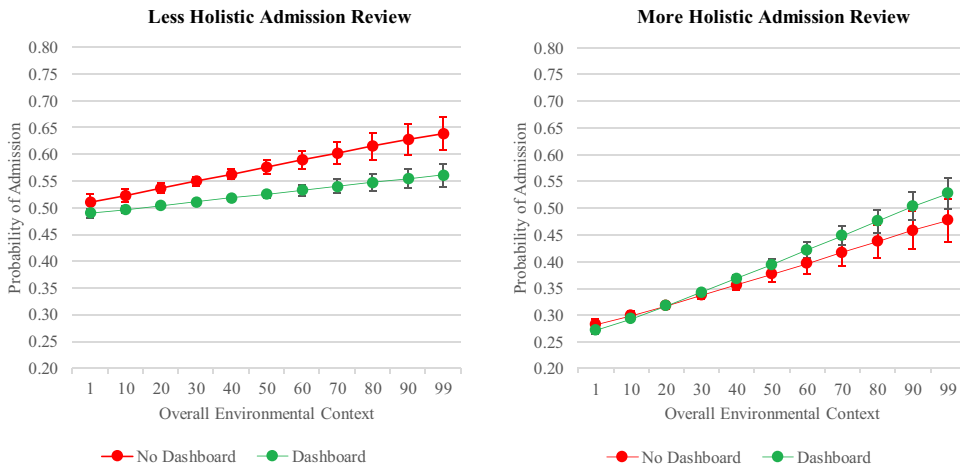 Less Holistic Admission Review
Probability of Admission
0.80
0.75
0.70
0.65
0.60
0.55
0.50
0.45
0.40
0.35
0.30
0.25
0.20
1 10 20 30 40 50 60 70 80 90 99
Overall Environmental Context
No Dashboard Dashboard
More Holistic Admission Review
Probability of Admission
0.80
0.75
0.70
0.65
0.60
0.55
0.50
0.45
0.40
0.35
0.30
0.25
0.20
1 10 20 30 40 50 60 70 80 90 99
Overall Environmental Context
No Dashboard Dashboard